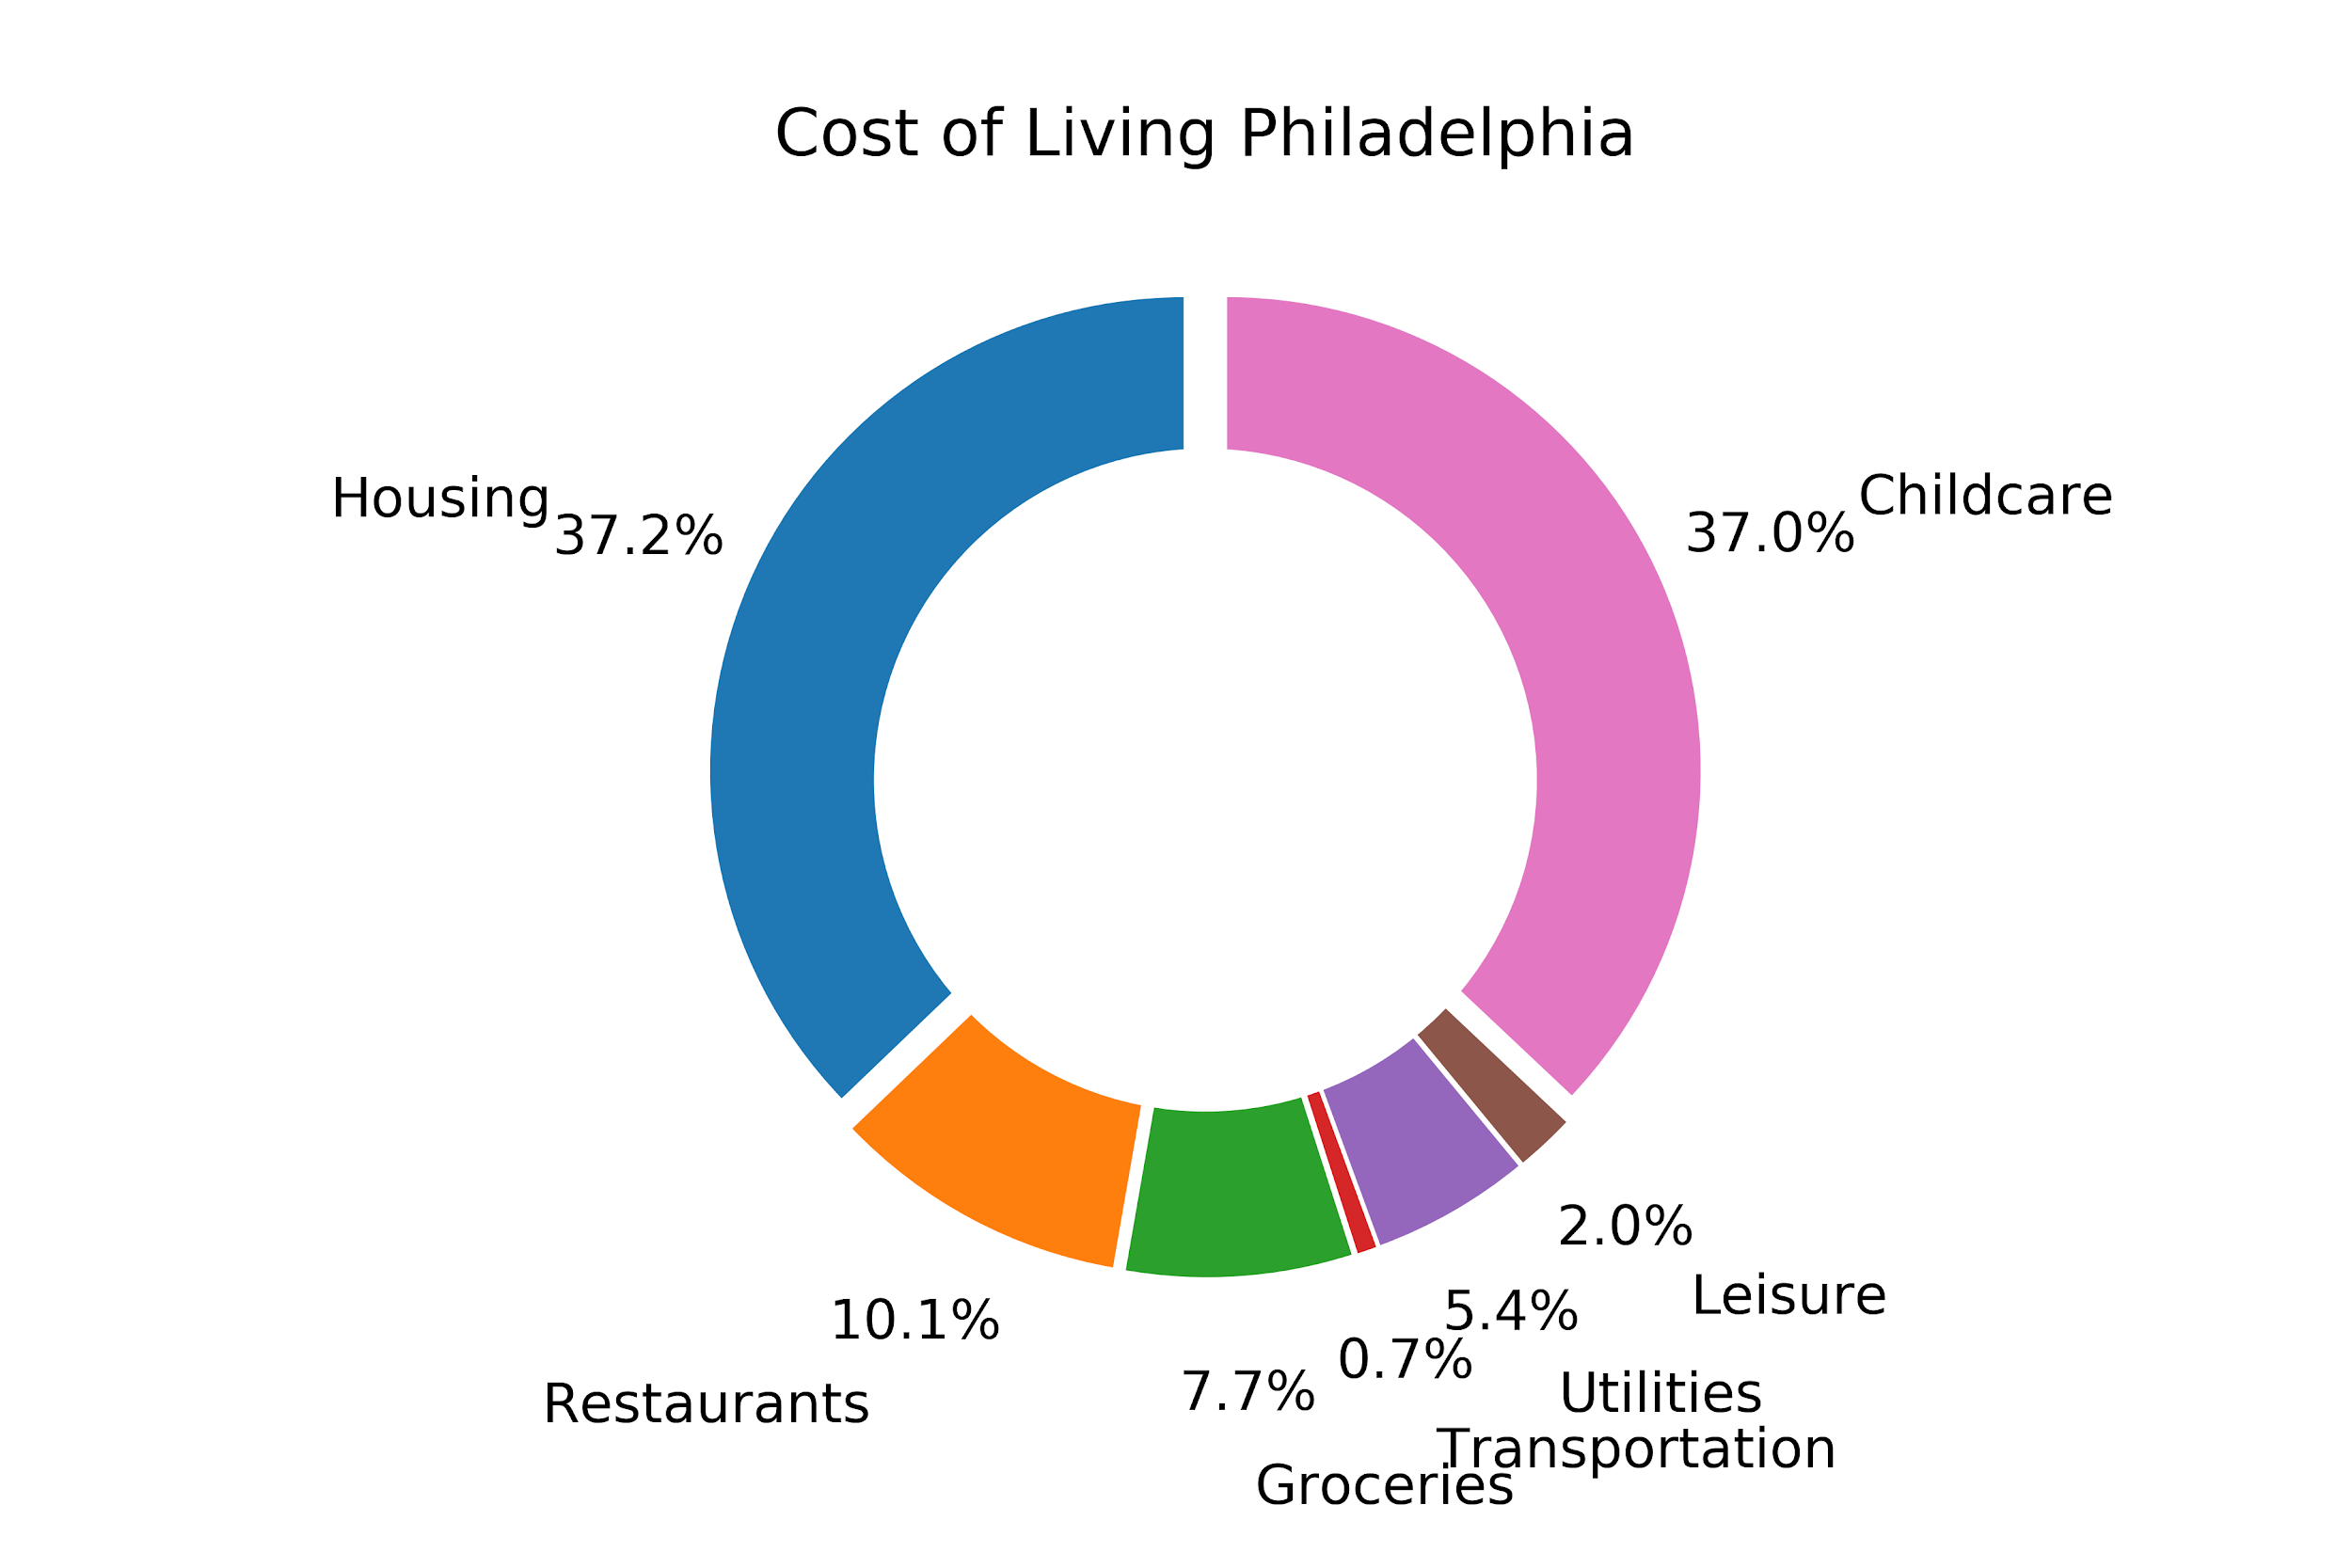 Cost of Living Philadelphia
Housing
37.2%
Childcare
37.0%
2.0%
Leisure
5.4%
10.1%
0.7%
7.7%
Utilities
Restaurants
Transportation
Groceries